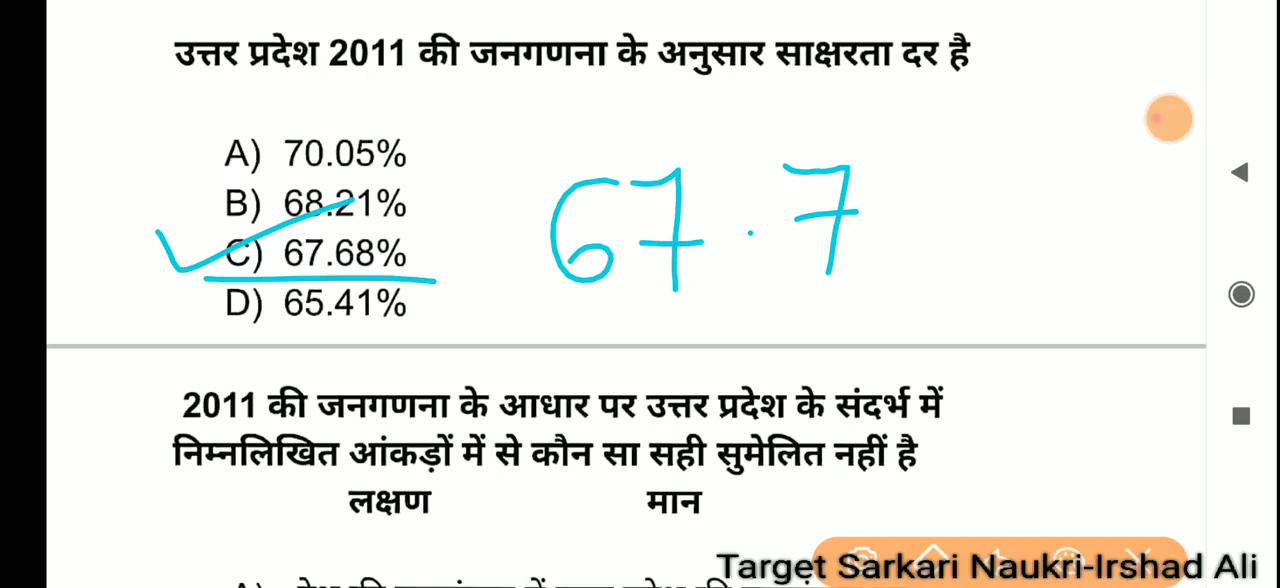 उत्तर प्रदेश 2011 की जनगणना के अनुसार साक्षरता दर है
A) 70.05%
B) 68.21%
C) 67.68%
D) 65.41%
67.7
2011 की जनगणना के आधार पर उत्तर प्रदेश के संदर्भ में
निम्नलिखित आंकड़ों में से कौन सा सही सुमेलित नहीं है
लक्षण मान
Target Sarkari Naukri-Irshad Ali